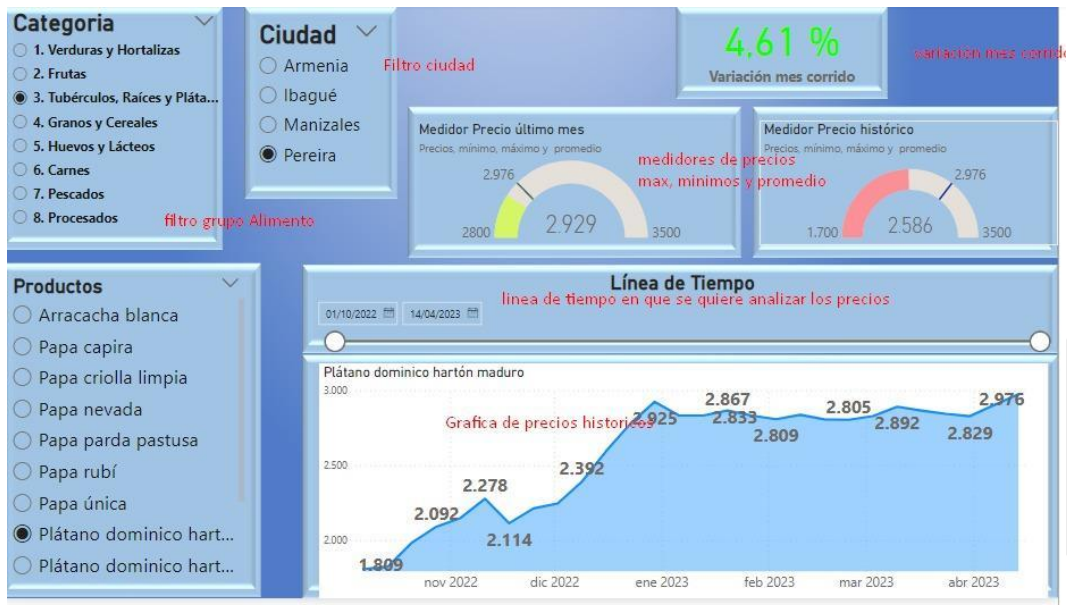 Categoria
1. Verduras y Hortalizas
2. Frutas
3. Tubérculos, Raíces y Pláta...
4. Granos y Cereales
5. Huevos y Lácteos
6. Carnes
7. Pescados
8. Procesados
filtro grupo Alimento
Ciudad
Armenia
Ibagué
Manizales
Pereira
Filtro ciudad
4,61 %
Variación mes corrido
variación mes corrido
Medidor Precio último mes
Precios, mínimo, máximo y promedio
2.976
2800
2.929
3500
medidores de precios
max, minimos y promedio
Medidor Precio histórico
Precios, mínimo, máximo y promedio
2.976
1.700
2.586
3500
Productos
Arracacha blanca
Papa capira
Papa criolla limpia
Papa nevada
Papa parda pastusa
Papa rubí
Papa única
Plátano dominico hart...
Plátano dominico hart...
Línea de Tiempo
linea de tiempo en que se quiere analizar los precios
01/10/2022 14/04/2023
Plátano dominico hartón maduro
Grafica de precios historicos
3.000
2.500
2.000
1.809
2.092
2.278
2.114
2.392
2.925
2.867
2.833
2.809
2.805
2.892
2.829
2.976
nov 2022 dic 2022 ene 2023 feb 2023 mar 2023 abr 2023